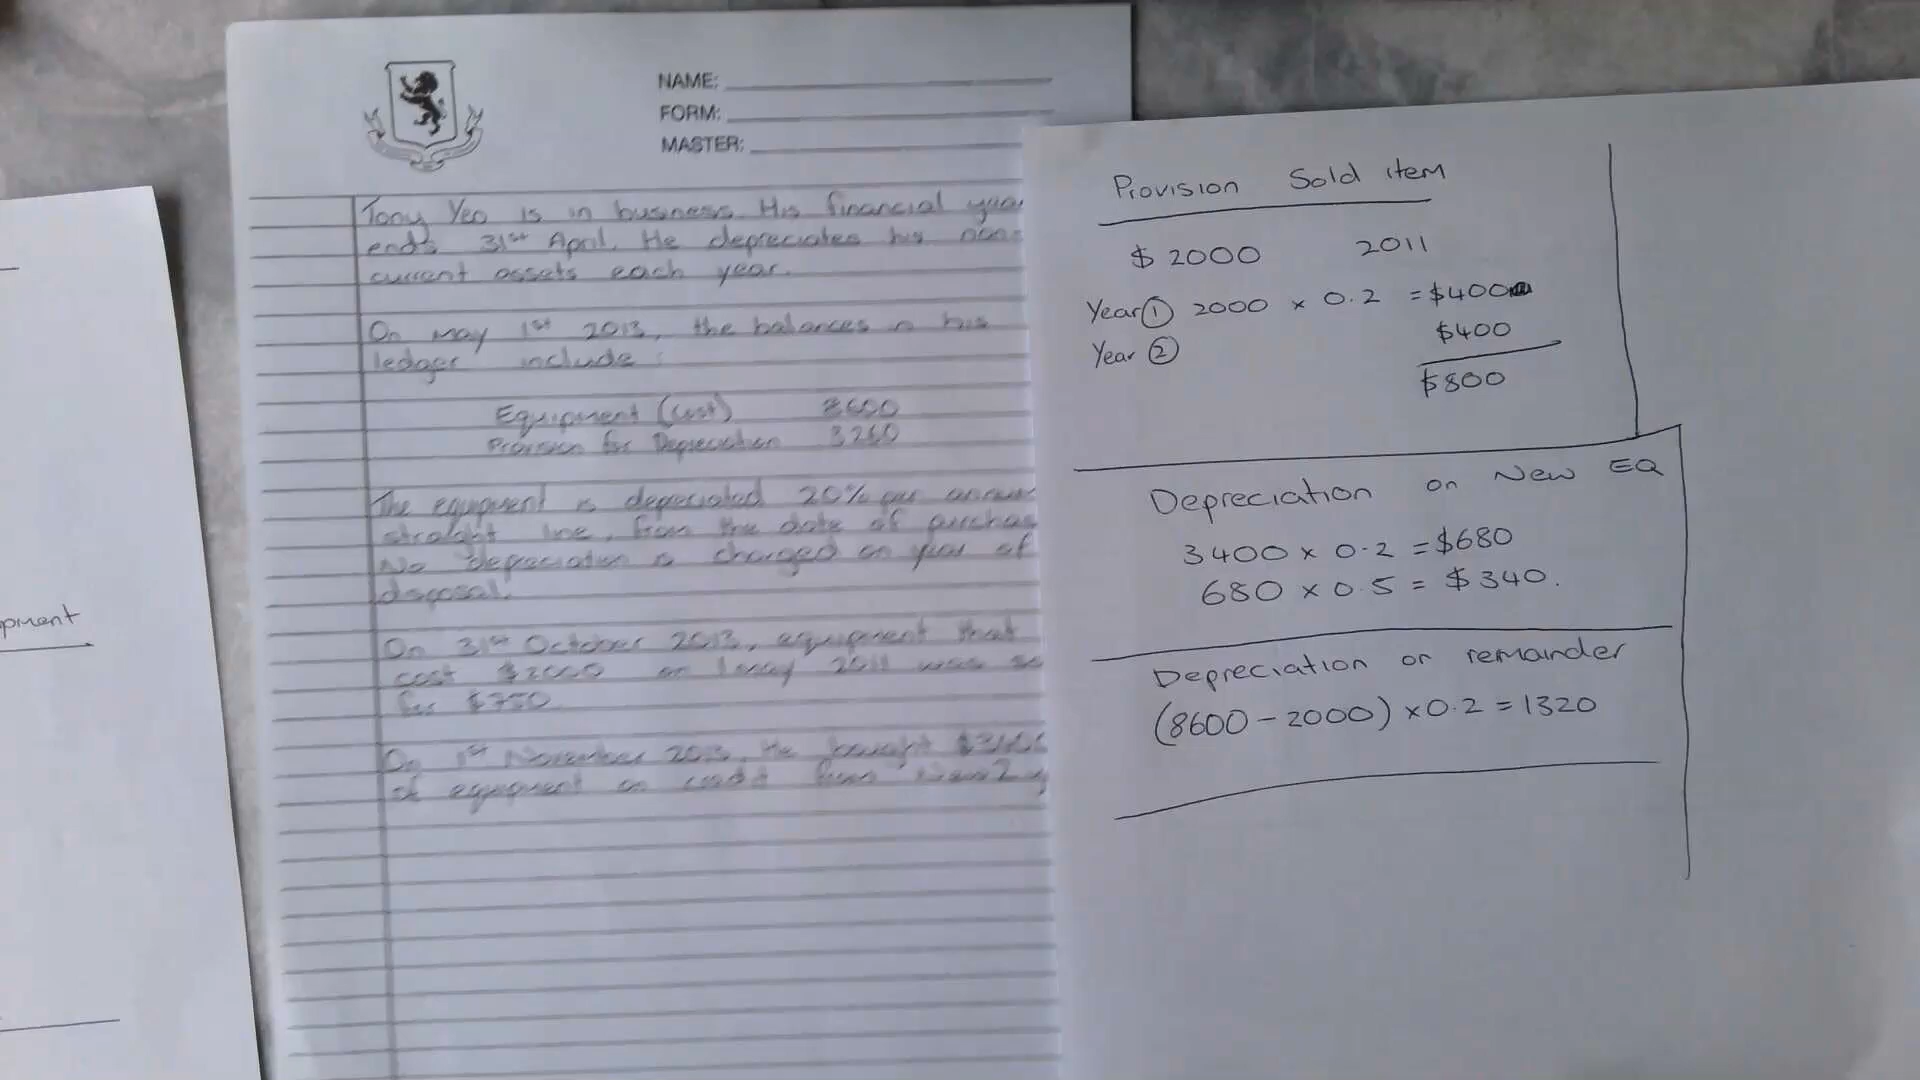 pment
NAME:
FORM:
MASTER:
Tony Yeo is in business. His financial year
ends 31st April. He depreciates his non-
current assets each year.
On May 1st 2013, the balances in his
ledger include:
Equipment (Cost) 8600
Provision for Depreciation 3260
The equipment is depreciated 20% per annum
straight line, from the date of purchas
No depreciation is charged on year of
disposal.
On 31st October 2013, equipment that
cost $2000 on 1 May 2011 was so
for $750
On 1st November 2013, He bought
of equipment on credit from
Provision Sold item
$ 2000 2011
Year ① 2000 × 0.2 = $400
Year ② $400
$800
Depreciation on New EQ
3400 × 0.2 = $680
680 × 0.5 = $340.
Depreciation on remainder
(8600 - 2000) × 0.2 = 1320